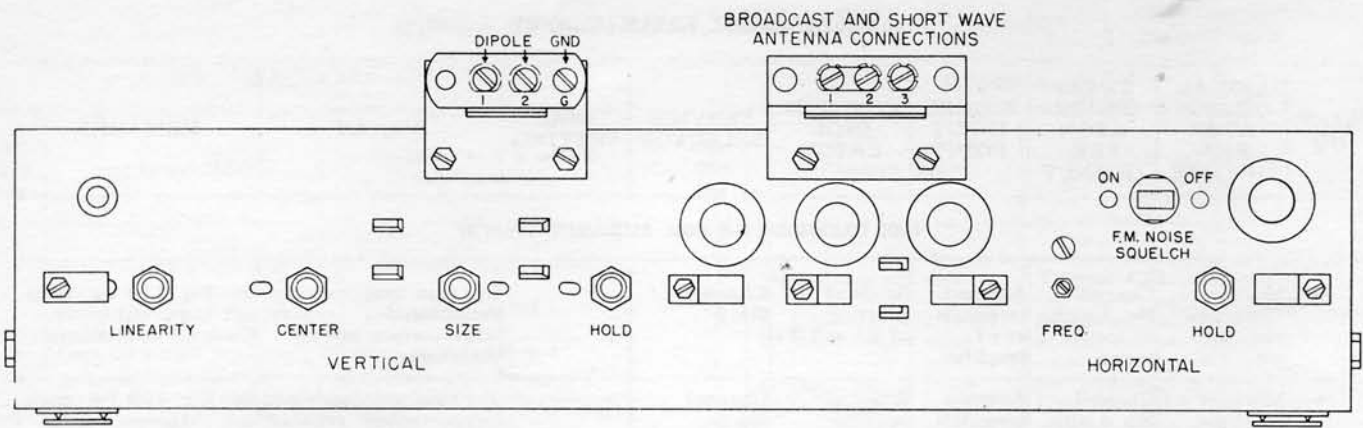 BROADCAST AND SHORT WAVE
ANTENNA CONNECTIONS
DIPOLE GND
1 2 G
1 2 3
ON OFF
F.M. NOISE
SQUELCH
LINEARITY CENTER SIZE HOLD FREQ. HOLD
VERTICAL HORIZONTAL